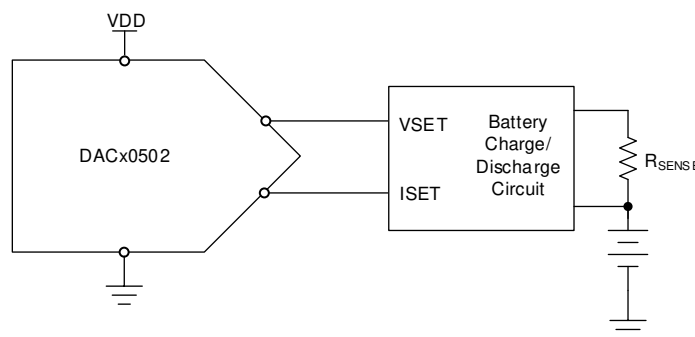 VDD
DACx0502
VSET
ISET
Battery
Charge/
Discharge
Circuit
RSENSE